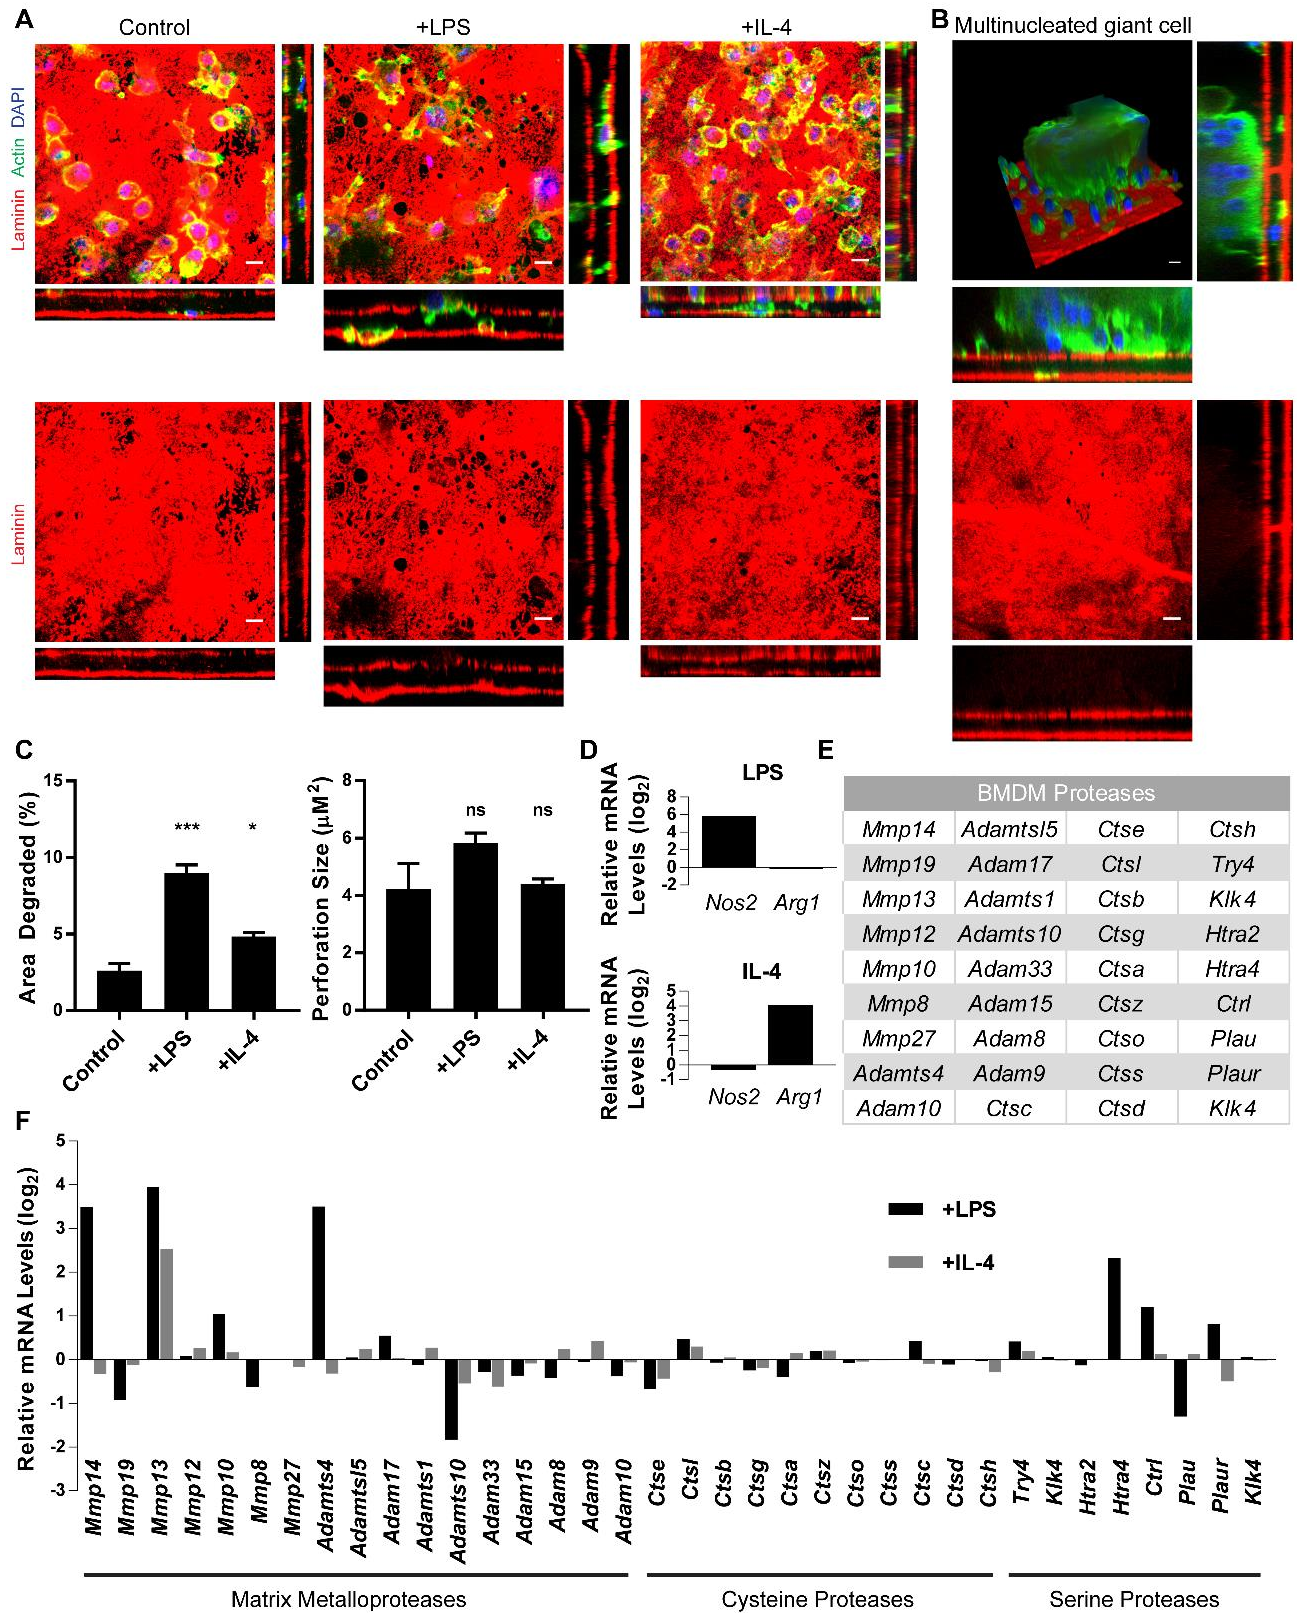 A
Control
+LPS
+IL-4
B
Multinucleated giant cell
Laminin Actin DAPI
Laminin
C
Area Degraded (%)
15
10
5
0
***
*
Control
+LPS
+IL-4
Perforation Size (µM2)
8
6
4
2
0
ns
ns
Control
+LPS
+IL-4
D
LPS
Relative mRNA
Levels (log2)
8
6
4
2
0
-2
Nos2 Arg1
IL-4
Relative mRNA
Levels (log2)
5
4
3
2
1
0
-1
Nos2 Arg1
E
BMDM Proteases
Mmp14 Adamtsl5 Ctse Ctsh
Mmp19 Adam17 Ctsl Try4
Mmp13 Adamts1 Ctsb Klk4
Mmp12 Adamts10 Ctsg Htra2
Mmp10 Adam33 Ctsa Htra4
Mmp8 Adam15 Ctsz Ctrl
Mmp27 Adam8 Ctso Plau
Adamts4 Adam9 Ctss Plaur
Adam10 Ctsc Ctsd Klk4
F
Relative mRNA Levels (log2)
5
4
3
2
1
0
-1
-2
-3
+LPS
+IL-4
Mmp14 Mmp19 Mmp13 Mmp12 Mmp10 Mmp8 Mmp27 Adamts4 Adamtsl5 Adam17 Adamts1 Adamts10 Adam33 Adam15 Adam8 Adam9 Adam10 Ctse Ctsl Ctsb Ctsg Ctsa Ctsz Ctso Ctss Ctsc Ctsd Ctsh Try4 Klk4 Htra2 Htra4 Ctrl Plau Plaur Klk4
Matrix Metalloproteases
Cysteine Proteases
Serine Proteases